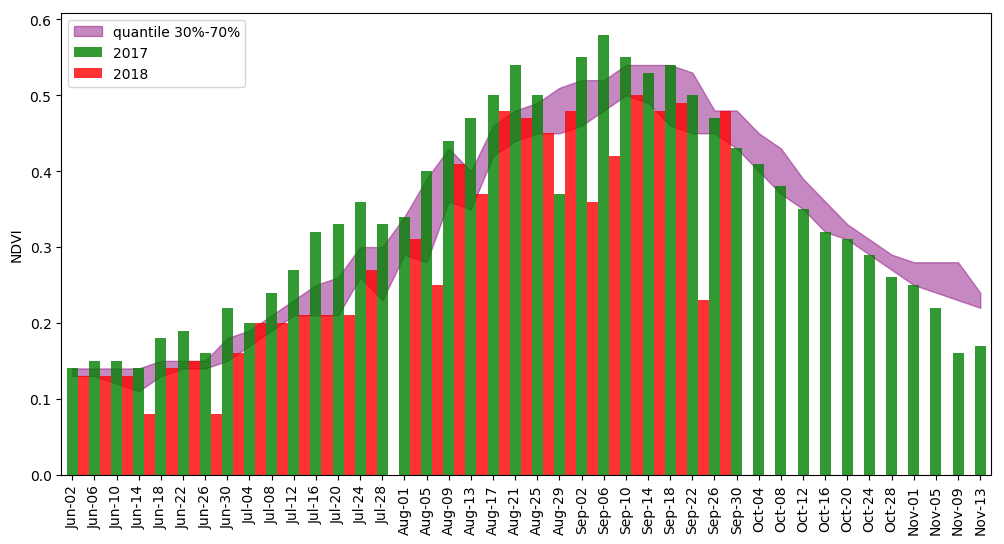 0.6
quantile 30%-70%
2017
2018
0.5
0.4
0.3
NDVI
0.2
0.1
0.0
Jun-02
Jun-06
Jun-10
Jun-14
Jun-18
Jun-22
Jun-26
Jun-30
Jul-04
Jul-08
Jul-12
Jul-16
Jul-20
Jul-24
Jul-28
Aug-01
Aug-05
Aug-09
Aug-13
Aug-17
Aug-21
Aug-25
Aug-29
Sep-02
Sep-06
Sep-10
Sep-14
Sep-18
Sep-22
Sep-26
Sep-30
Oct-04
Oct-08
Oct-12
Oct-16
Oct-20
Oct-24
Oct-28
Nov-01
Nov-05
Nov-09
Nov-13